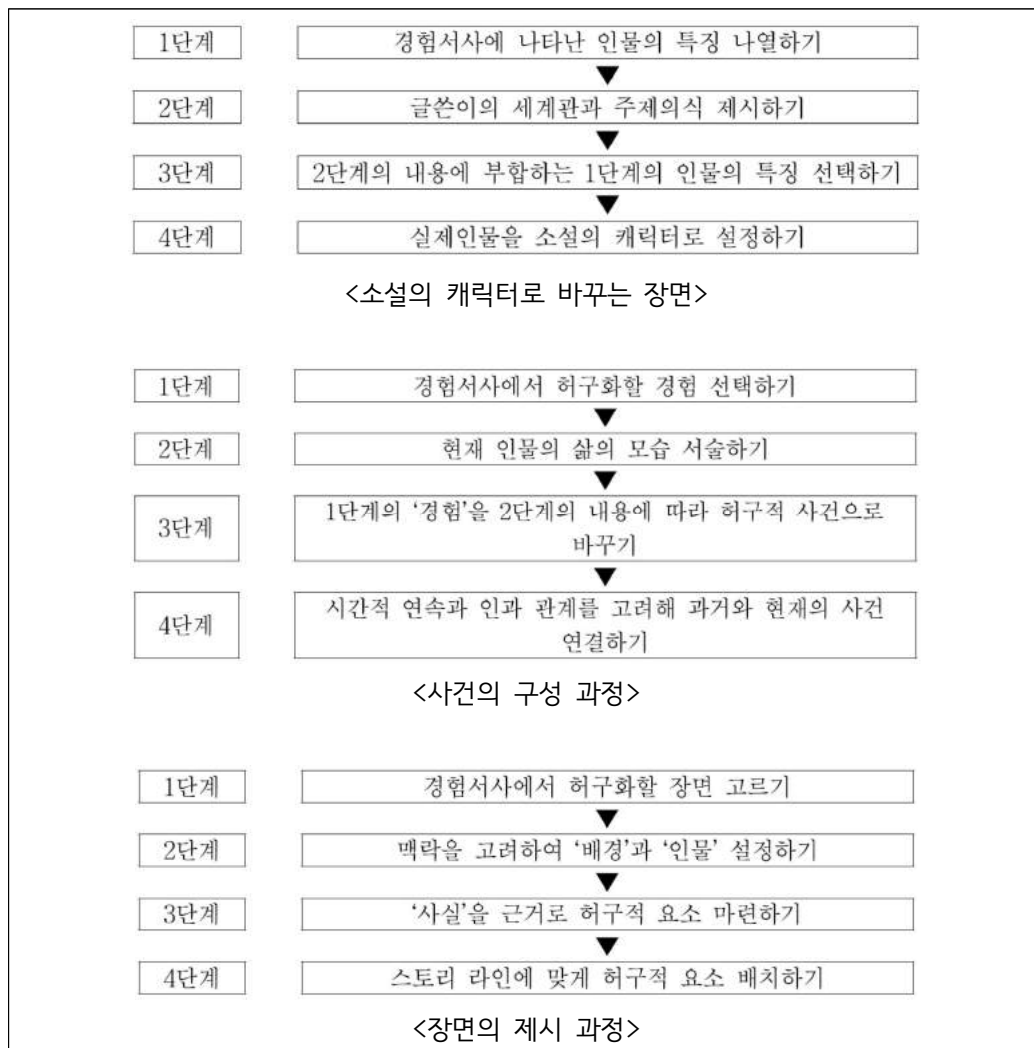 1단계 경험서사에 나타난 인물의 특징 나열하기
▼
2단계 글쓴이의 세계관과 주제의식 제시하기
▼
3단계 2단계의 내용에 부합하는 1단계의 인물의 특징 선택하기
▼
4단계 실제인물을 소설의 캐릭터로 설정하기
<소설의 캐릭터로 바꾸는 장면>
1단계 경험서사에서 허구화할 경험 선택하기
▼
2단계 현재 인물의 삶의 모습 서술하기
▼
3단계 1단계의 ‘경험’을 2단계의 내용에 따라 허구적 사건으로
바꾸기
▼
4단계 시간적 연속과 인과 관계를 고려해 과거와 현재의 사건
연결하기
<사건의 구성 과정>
1단계 경험서사에서 허구화할 장면 고르기
▼
2단계 맥락을 고려하여 ‘배경’과 ‘인물’ 설정하기
▼
3단계 ‘사실’을 근거로 허구적 요소 마련하기
▼
4단계 스토리 라인에 맞게 허구적 요소 배치하기
<장면의 제시 과정>